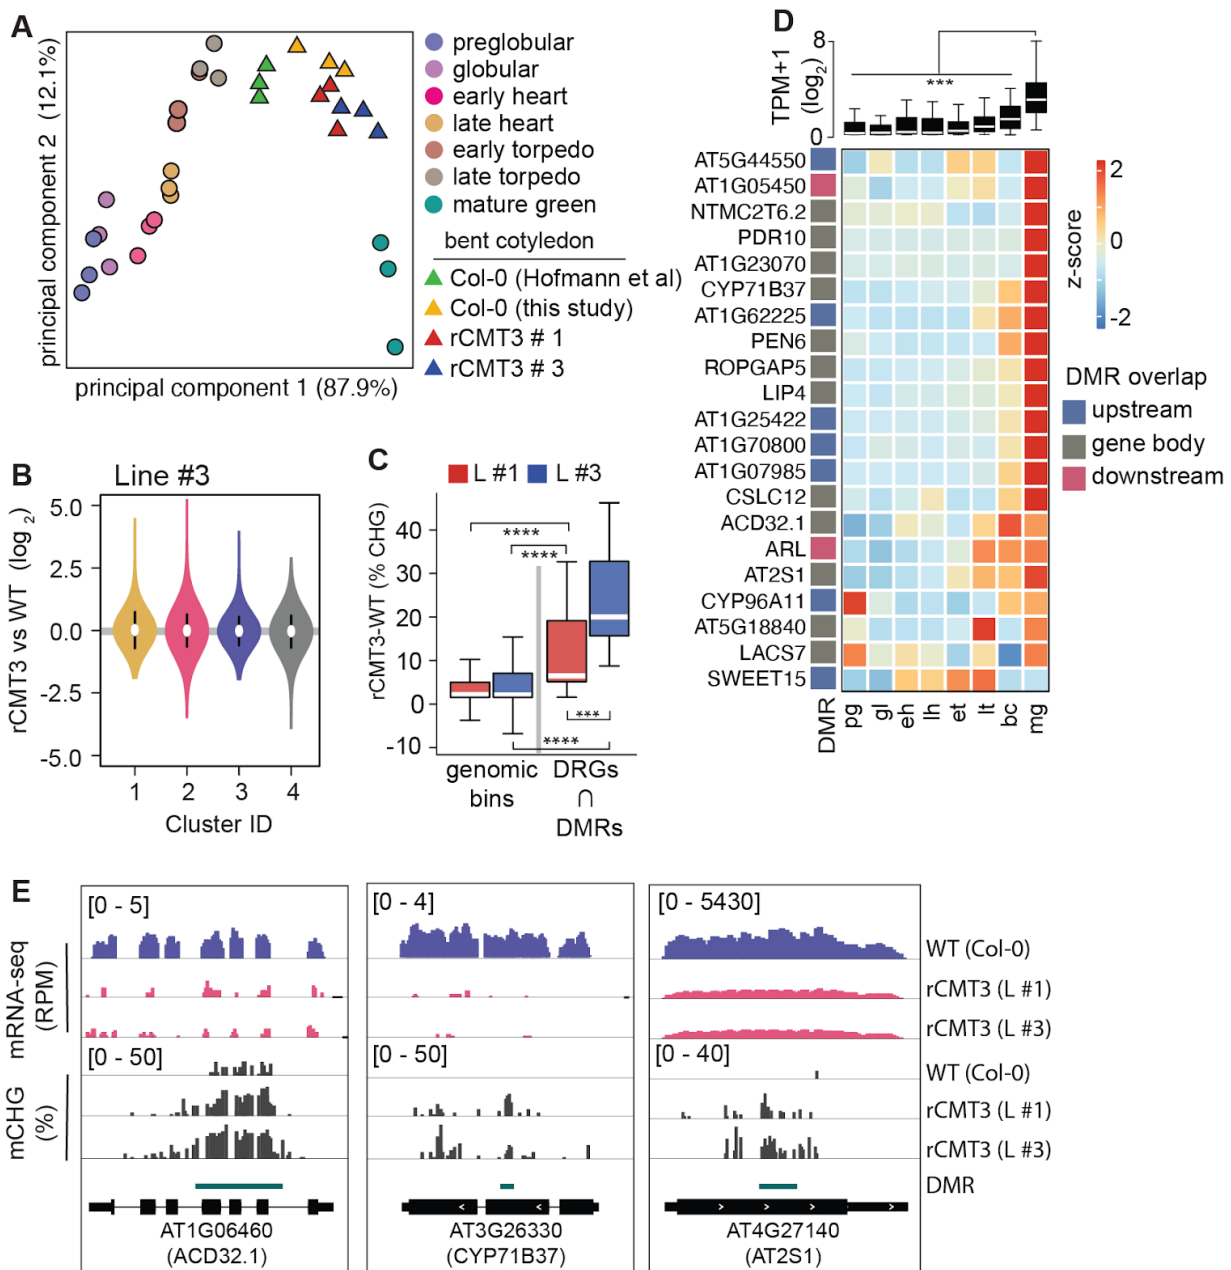 A
principal component 2 (12.1%)
principal component 1 (87.9%)
preglobular
globular
early heart
late heart
early torpedo
late torpedo
mature green
bent cotyledon
Col-0 (Hofmann et al)
Col-0 (this study)
rCMT3 # 1
rCMT3 # 3
B
Line #3
rCMT3 vs WT (log 2)
5.0
2.5
0.0
-2.5
-5.0
1 2 3 4
Cluster ID
C
L #1 L #3
rCMT3-WT (% CHG)
40
30
20
10
0
-10
****
****
***
****
genomic bins
DRGs ∩ DMRs
D
TPM+1 (log2)
8
0
***
AT5G44550
AT1G05450
NTMC2T6.2
PDR10
AT1G23070
CYP71B37
AT1G62225
PEN6
ROPGAP5
LIP4
AT1G25422
AT1G70800
AT1G07985
CSLC12
ACD32.1
ARL
AT2S1
CYP96A11
AT5G18840
LACS7
SWEET15
DMR pg gl eh lh et lt bc mg
z-score
2
0
-2
DMR overlap
upstream
gene body
downstream
E
mRNA-seq (RPM)
mCHG (%)
[0 - 5] [0 - 4] [0 - 5430]
WT (Col-0)
rCMT3 (L #1)
rCMT3 (L #3)
[0 - 50] [0 - 50] [0 - 40]
WT (Col-0)
rCMT3 (L #1)
rCMT3 (L #3)
DMR
AT1G06460 AT3G26330 AT4G27140
(ACD32.1) (CYP71B37) (AT2S1)